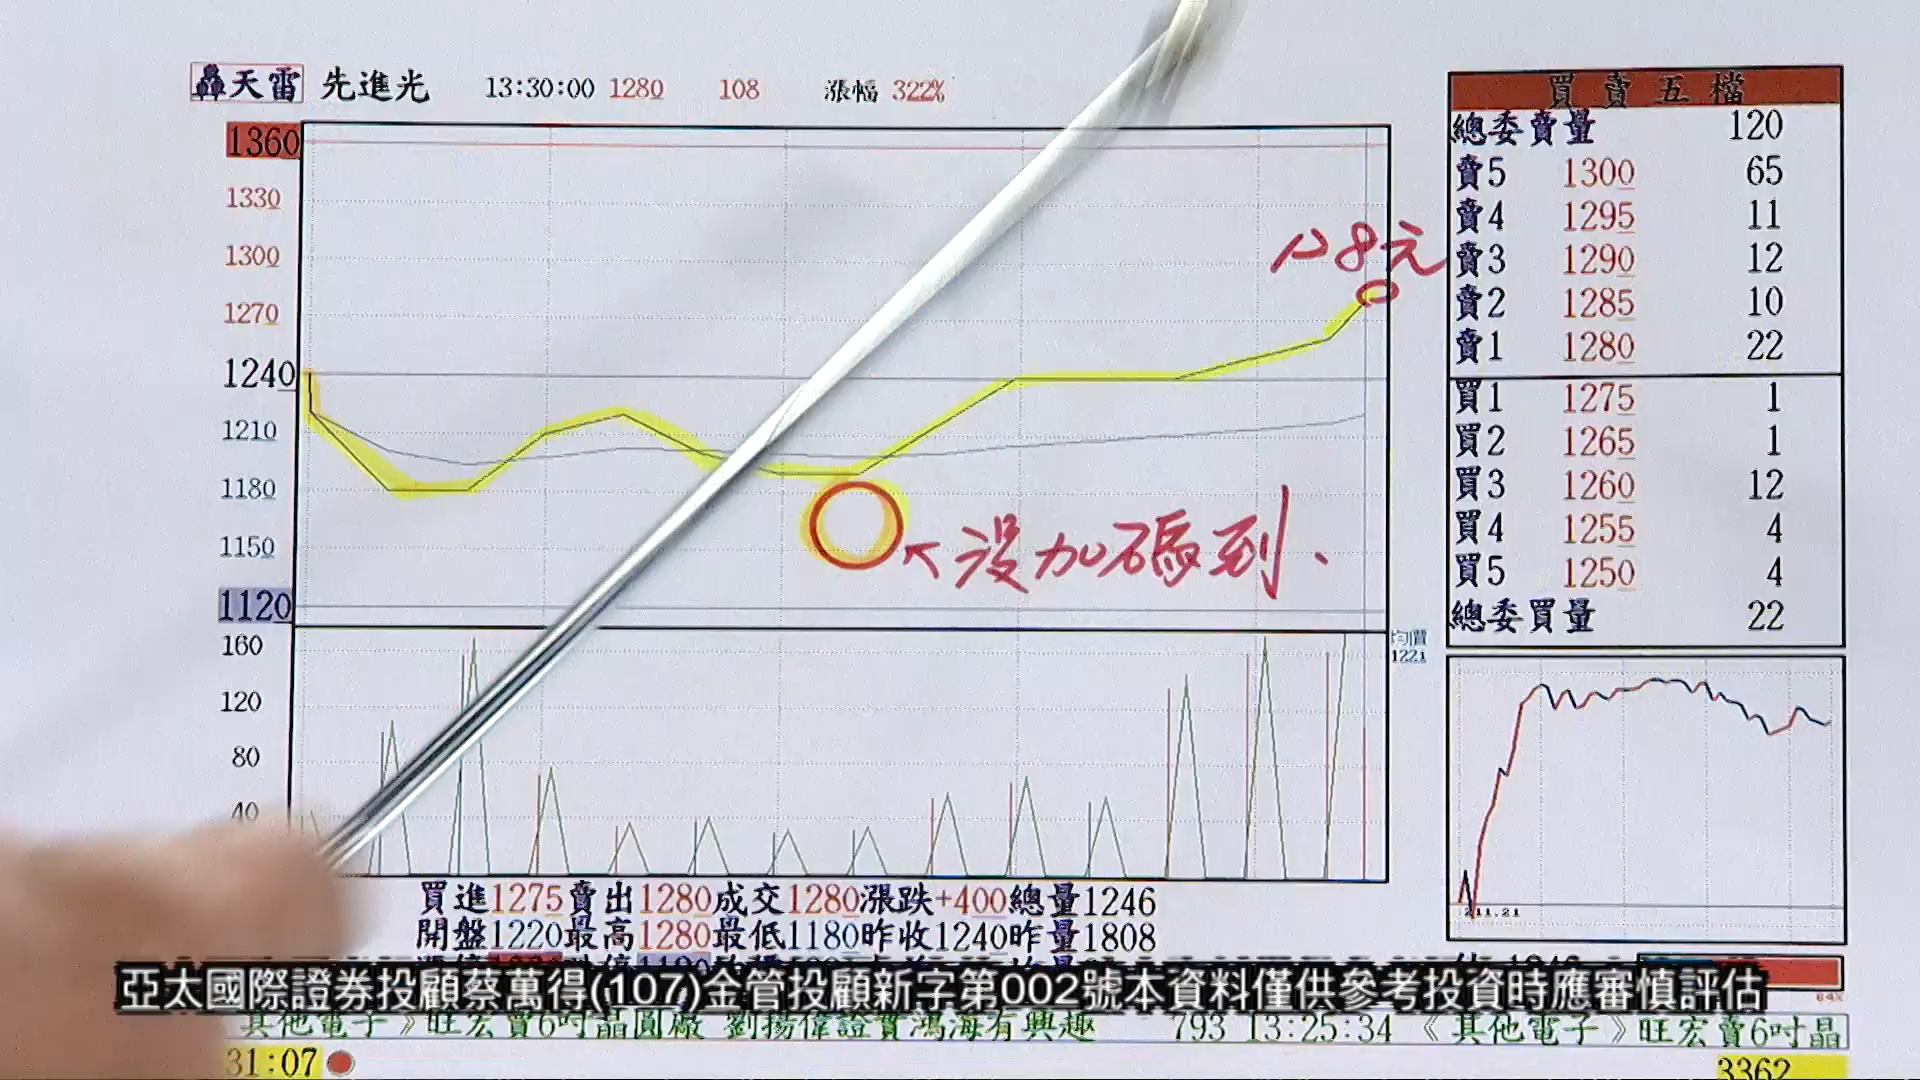 天雷 先進光 13:30:00 1280 108 漲幅 322%
1360
1330
1300
1270
1240
1210
1180
1150
1120
160
120
80
40
128元
沒加碼到
均價
1221
買賣五檔
總委賣量 120
賣5 1300 65
賣4 1295 11
賣3 1290 12
賣2 1285 10
賣1 1280 22
買1 1275 1
買2 1265 1
買3 1260 12
買4 1255 4
買5 1250 4
總委買量 22
211.21
買進1275賣出1280成交1280漲跌+400總量1246
開盤1220最高1280最低1180昨收1240昨量1808
64%
亞太國際證券投顧蔡萬得(107)金管投顧新字第002號本資料僅供參考投資時應審慎評估
其他電子》旺宏賣6吋晶圓廠 劉揚偉證實鴻海有興趣 793 13:25:34 《其他電子》旺宏賣6吋晶
31:07 3362